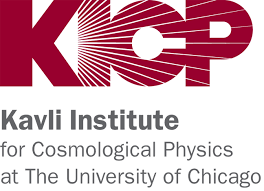 KICP
Kavli Institute
for Cosmological Physics
at The University of Chicago